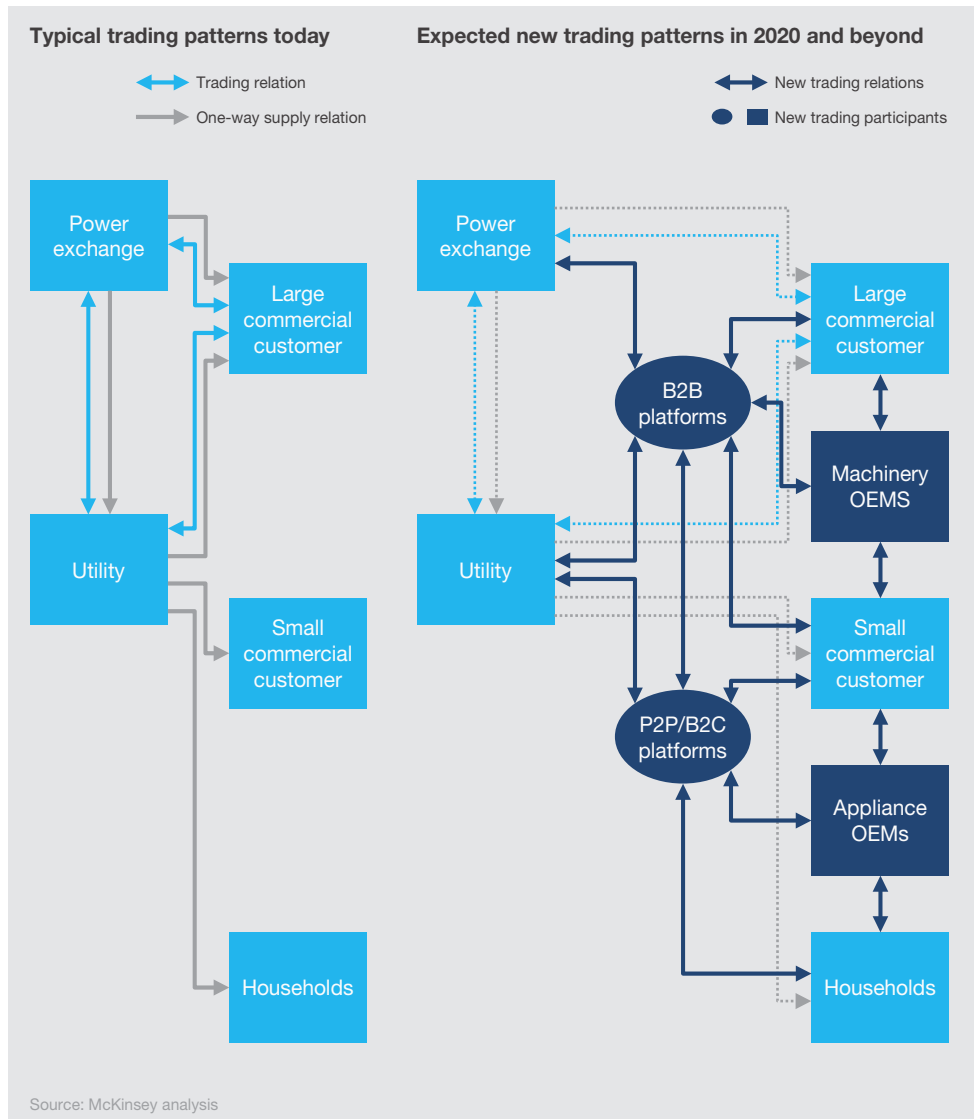 Typical trading patterns today
Trading relation
One-way supply relation
Power
exchange
Large
commercial
customer
Utility
Small
commercial
customer
Households
Expected new trading patterns in 2020 and beyond
New trading relations
New trading participants
Power
exchange
Large
commercial
customer
B2B
platforms
Machinery
OEMS
Utility
Small
commercial
customer
P2P/B2C
platforms
Appliance
OEMs
Households
Source: McKinsey analysis